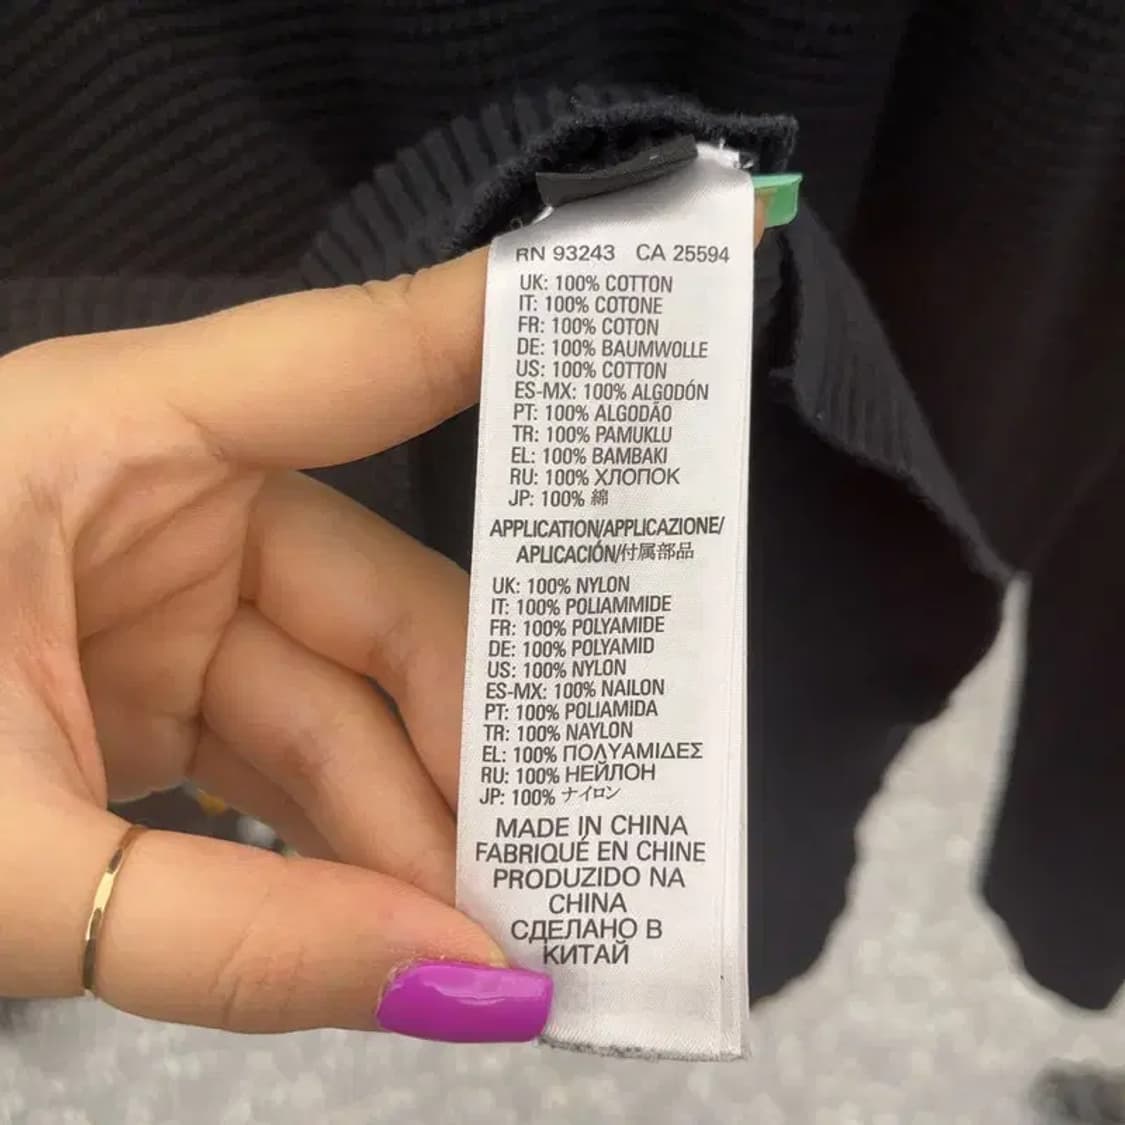 RN 93243 CA 25594
UK: 100% COTTON
IT: 100% COTONE
FR: 100% COTON
DE: 100% BAUMWOLLE
US: 100% COTTON
ES-MX: 100% ALGODÓN
PT: 100% ALGODÃO
TR: 100% PAMUKLU
EL: 100% BAMBAKI
RU: 100% ХЛОПОК
JP: 100% 綿
APPLICATION/APPLICAZIONE/
APLICACIÓN/付属部品
UK: 100% NYLON
IT: 100% POLIAMMIDE
FR: 100% POLYAMIDE
DE: 100% POLYAMID
US: 100% NYLON
ES-MX: 100% NAILON
PT: 100% POLIAMIDA
TR: 100% NAYLON
EL: 100% ΠΟΛΥΑΜΙΔΕΣ
RU: 100% НЕЙЛОН
JP: 100% ナイロン
MADE IN CHINA
FABRIQUÉ EN CHINE
PRODUZIDO NA
CHINA
СДЕЛАНО В
КИТАЙ